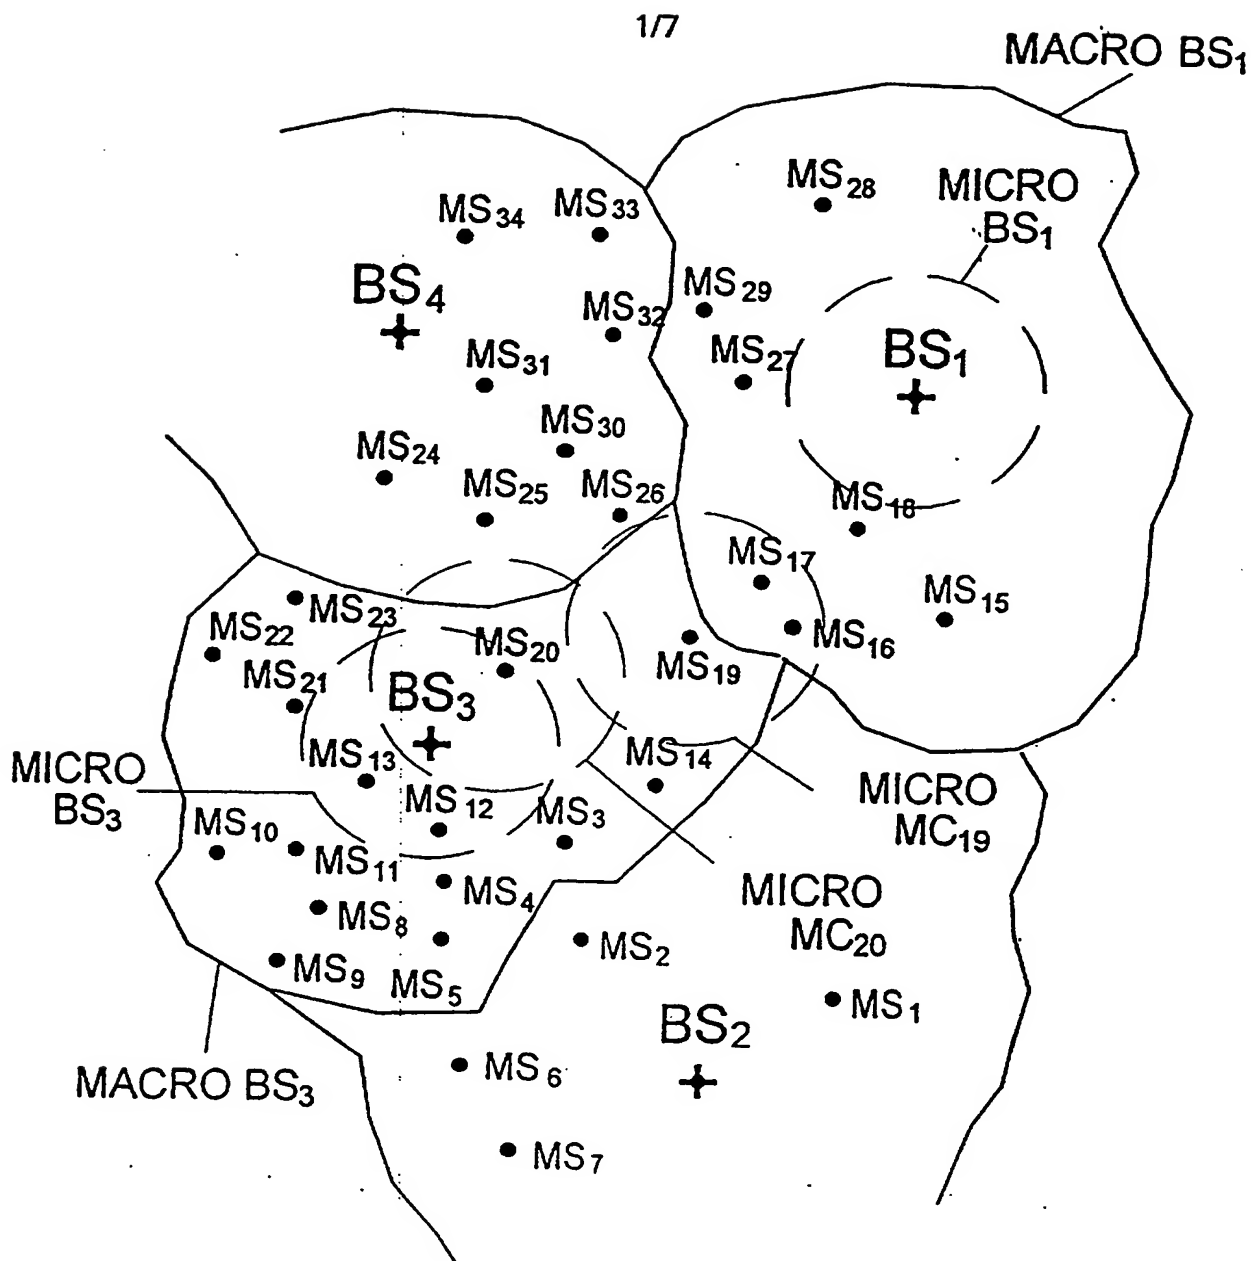 1/7
MACRO BS₁
MS₂₈
MICRO
BS₁
MS₃₄
MS₃₃
BS₄
MS₂₉
MS₃₂
MS₃₁
MS₂₇
BS₁
MS₃₀
MS₂₄
MS₂₅
MS₂₆
MS₁₈
MS₁₇
MS₁₅
MS₂₃
MS₂₂
MS₁₆
MS₂₀
MS₁₉
MS₂₁
BS₃
MS₁₃
MS₁₄
MICRO
BS₃
MS₁₂
MS₃
MICRO
MC₁₉
MS₁₀
MS₁₁
MS₄
MICRO
MC₂₀
MS₈
MS₂
MS₉
MS₅
MS₁
BS₂
MS₆
MACRO BS₃
MS₇